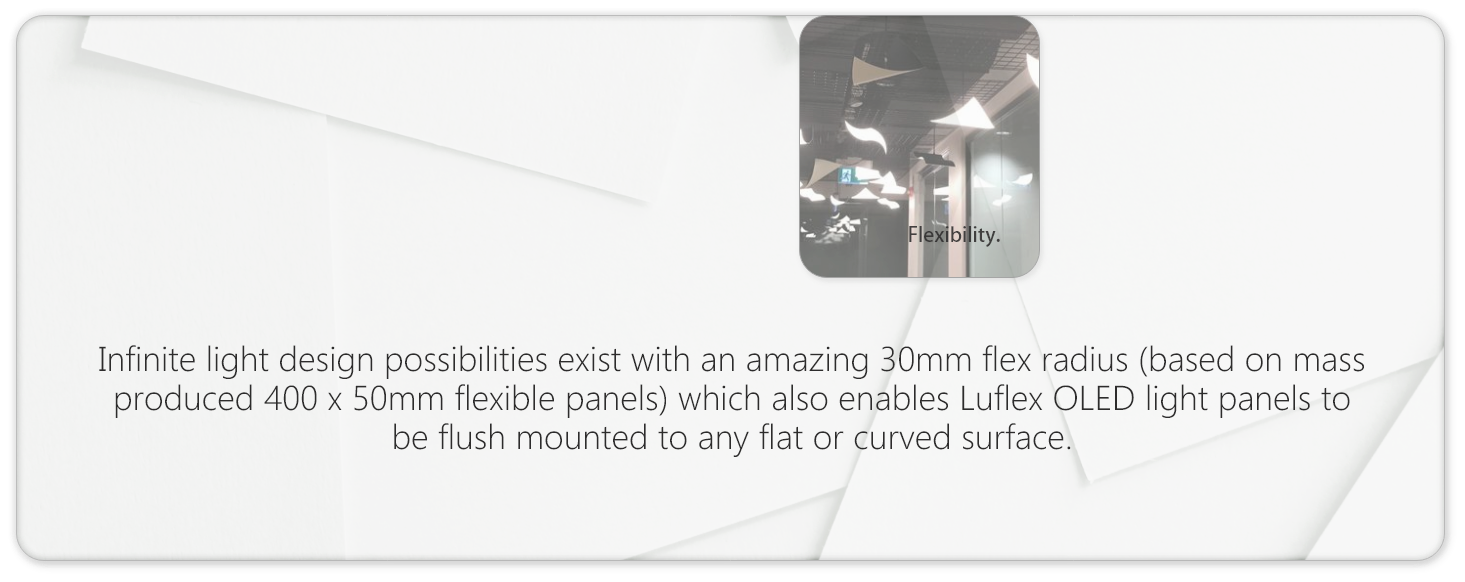 Flexibility.
Infinite light design possibilities exist with an amazing 30mm flex radius (based on mass
produced 400 x 50mm flexible panels) which also enables Luflex OLED light panels to
be flush mounted to any flat or curved surface.